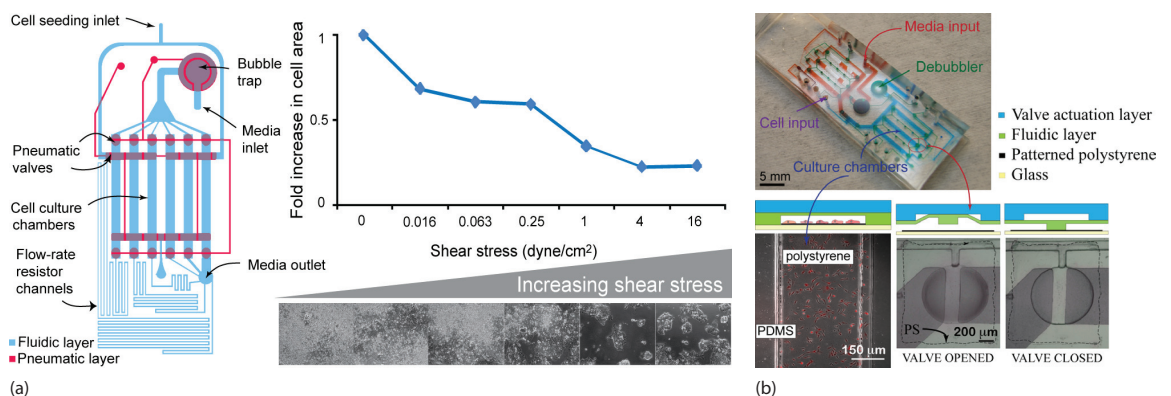 Cell seeding inlet
Bubble
trap
Media
inlet
Pneumatic
valves
Cell culture
chambers
Flow-rate
resistor
channels
Media outlet
Fluidic layer
Pneumatic layer
(a)
Fold increase in cell area
1
0.5
0
0 0.016 0.063 0.25 1 4 16
Shear stress (dyne/cm2)
Increasing shear stress
Media input
Debubbler
Cell input
Culture chambers
5 mm
Valve actuation layer
Fluidic layer
Patterned polystyrene
Glass
polystyrene
PDMS
150 μm
PS
200 μm
VALVE OPENED
VALVE CLOSED
(b)